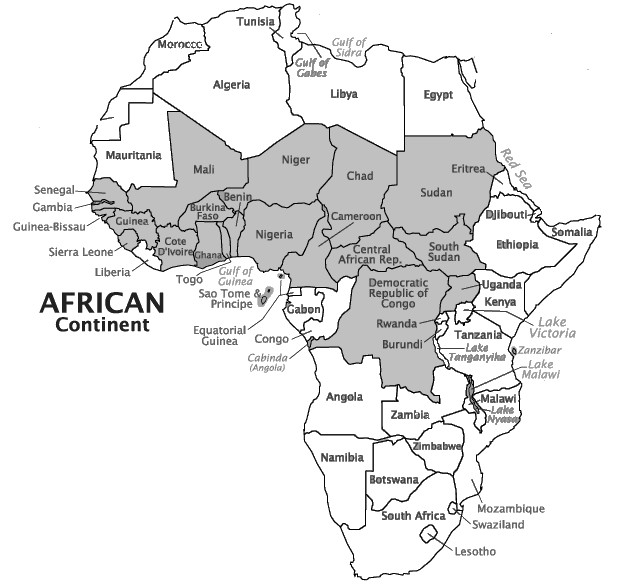 Tunisia
Gulf of
Sidra
Morocco
Gulf of
Gabes
Algeria
Libya
Egypt
Mauritania
Red Sea
Mali
Niger
Chad
Eritrea
Senegal
Sudan
Gambia
Benin
Burkina
Faso
Djibouti
Guinea-Bissau
Guinea
Cameroon
Somalia
Nigeria
Sierra Leone
Cote
D'Ivoire
Ghana
Central
African Rep.
South
Sudan
Ethiopia
Liberia
Togo
Gulf of
Guinea
Democratic
Republic of
Congo
Uganda
Sao Tome &
Principe
Kenya
AFRICAN
Continent
Gabon
Equatorial
Guinea
Rwanda
Lake
Victoria
Congo
Burundi
Tanzania
Lake
Tanganyika
Zanzibar
Cabinda
(Angola)
Lake
Malawi
Angola
Malawi
Lake
Nyasa
Zambia
Zimbabwe
Namibia
Botswana
Mozambique
South Africa
Swaziland
Lesotho